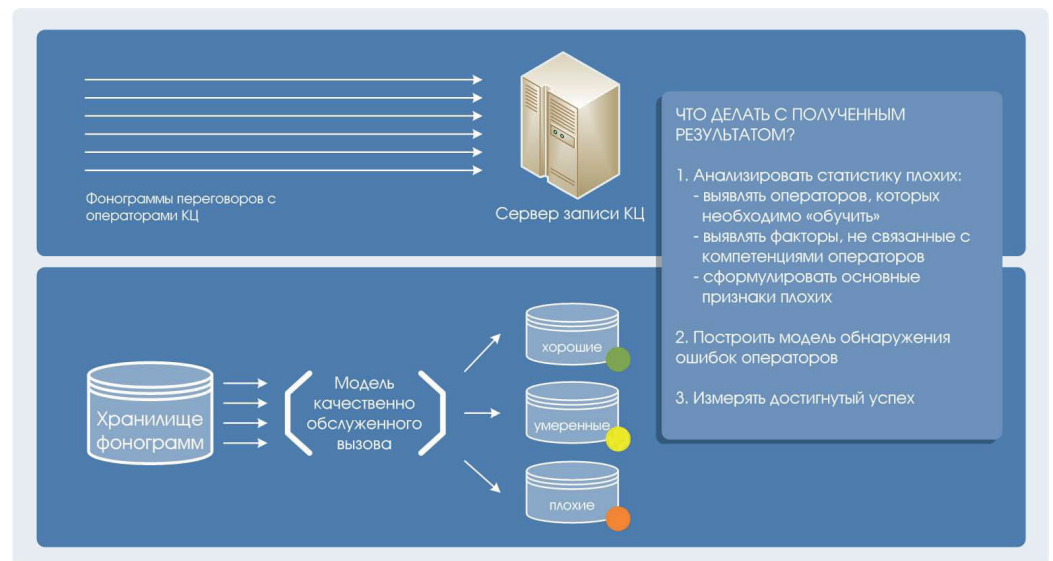 Фонограммы переговоров с
операторами КЦ
Сервер записи КЦ
ЧТО ДЕЛАТЬ С ПОЛУЧЕННЫМ
РЕЗУЛЬТАТОМ?
1. Анализировать статистику плохих:
- выявлять операторов, которых
необходимо «обучить»
- выявлять факторы, не связанные с
компетенциями операторов
- сформулировать основные
признаки плохих
2. Построить модель обнаружения
ошибок операторов
3. Измерять достигнутый успех
Хранилище
фонограмм
Модель
качественно
обслуженного
вызова
хорошие
умеренные
плохие